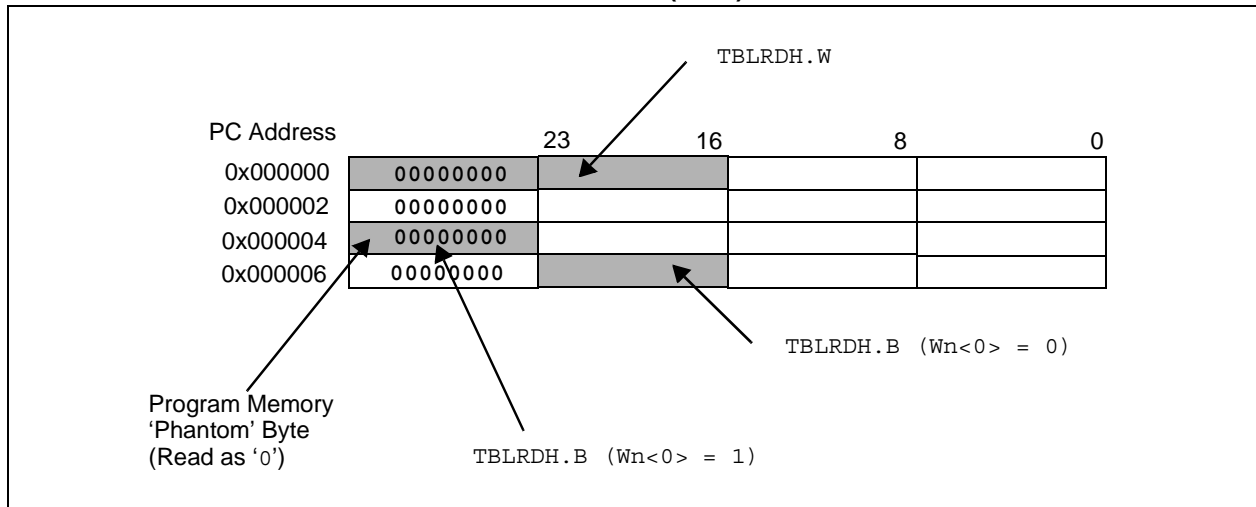 TBLRDH.W
PC Address
23 16 8 0
0x000000 00000000
0x000002 00000000
0x000004 00000000
0x000006 00000000
TBLRDH.B (Wn<0> = 0)
Program Memory
‘Phantom’ Byte
(Read as ‘0’)
TBLRDH.B (Wn<0> = 1)